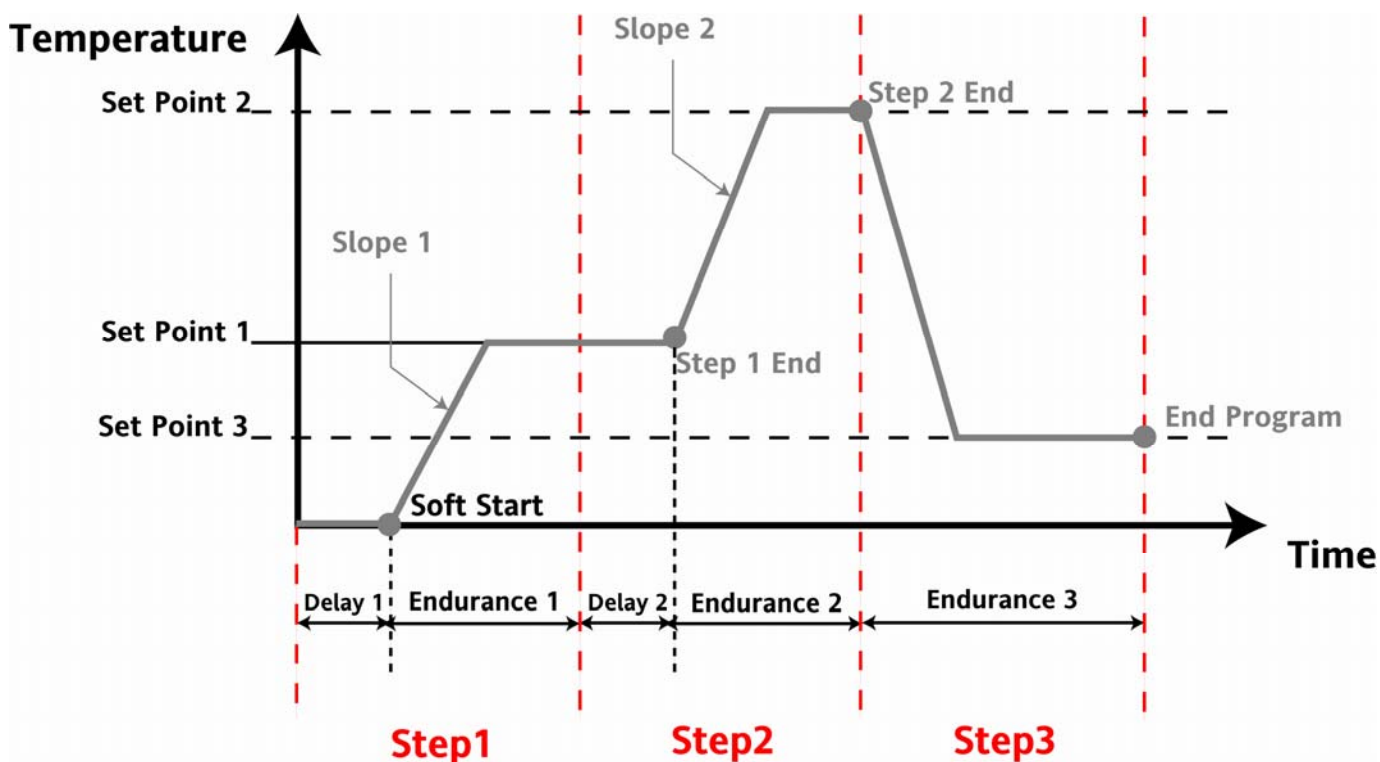 Temperature
Slope 2
Set Point 2
Step 2 End
Slope 1
Set Point 1
Step 1 End
Set Point 3
End Program
Soft Start
Time
Delay 1
Endurance 1
Delay 2
Endurance 2
Endurance 3
Step1
Step2
Step3